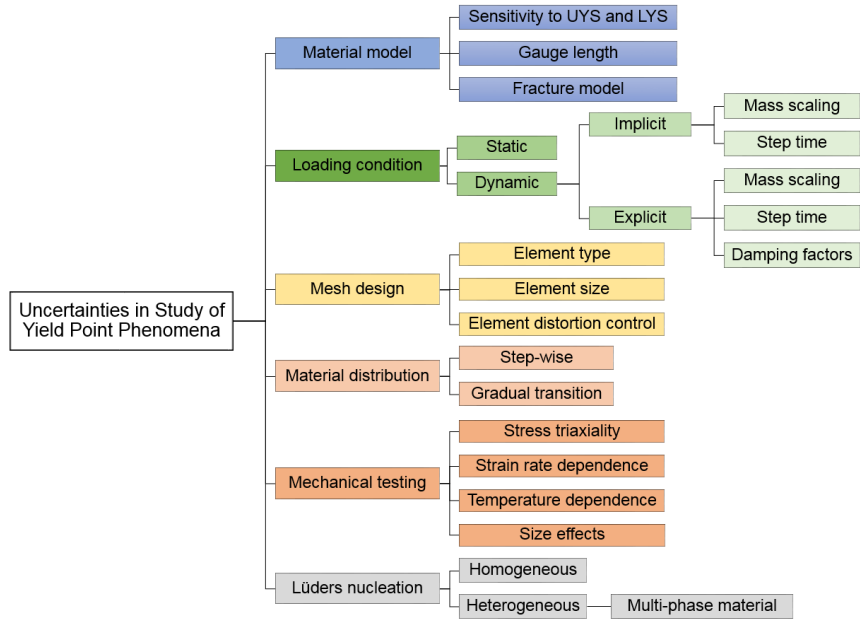 Uncertainties in Study of
Yield Point Phenomena
Material model
Sensitivity to UYS and LYS
Gauge length
Fracture model
Loading condition
Static
Dynamic
Implicit
Mass scaling
Step time
Explicit
Mass scaling
Step time
Damping factors
Mesh design
Element type
Element size
Element distortion control
Material distribution
Step-wise
Gradual transition
Mechanical testing
Stress triaxiality
Strain rate dependence
Temperature dependence
Size effects
Lüders nucleation
Homogeneous
Heterogeneous
Multi-phase material